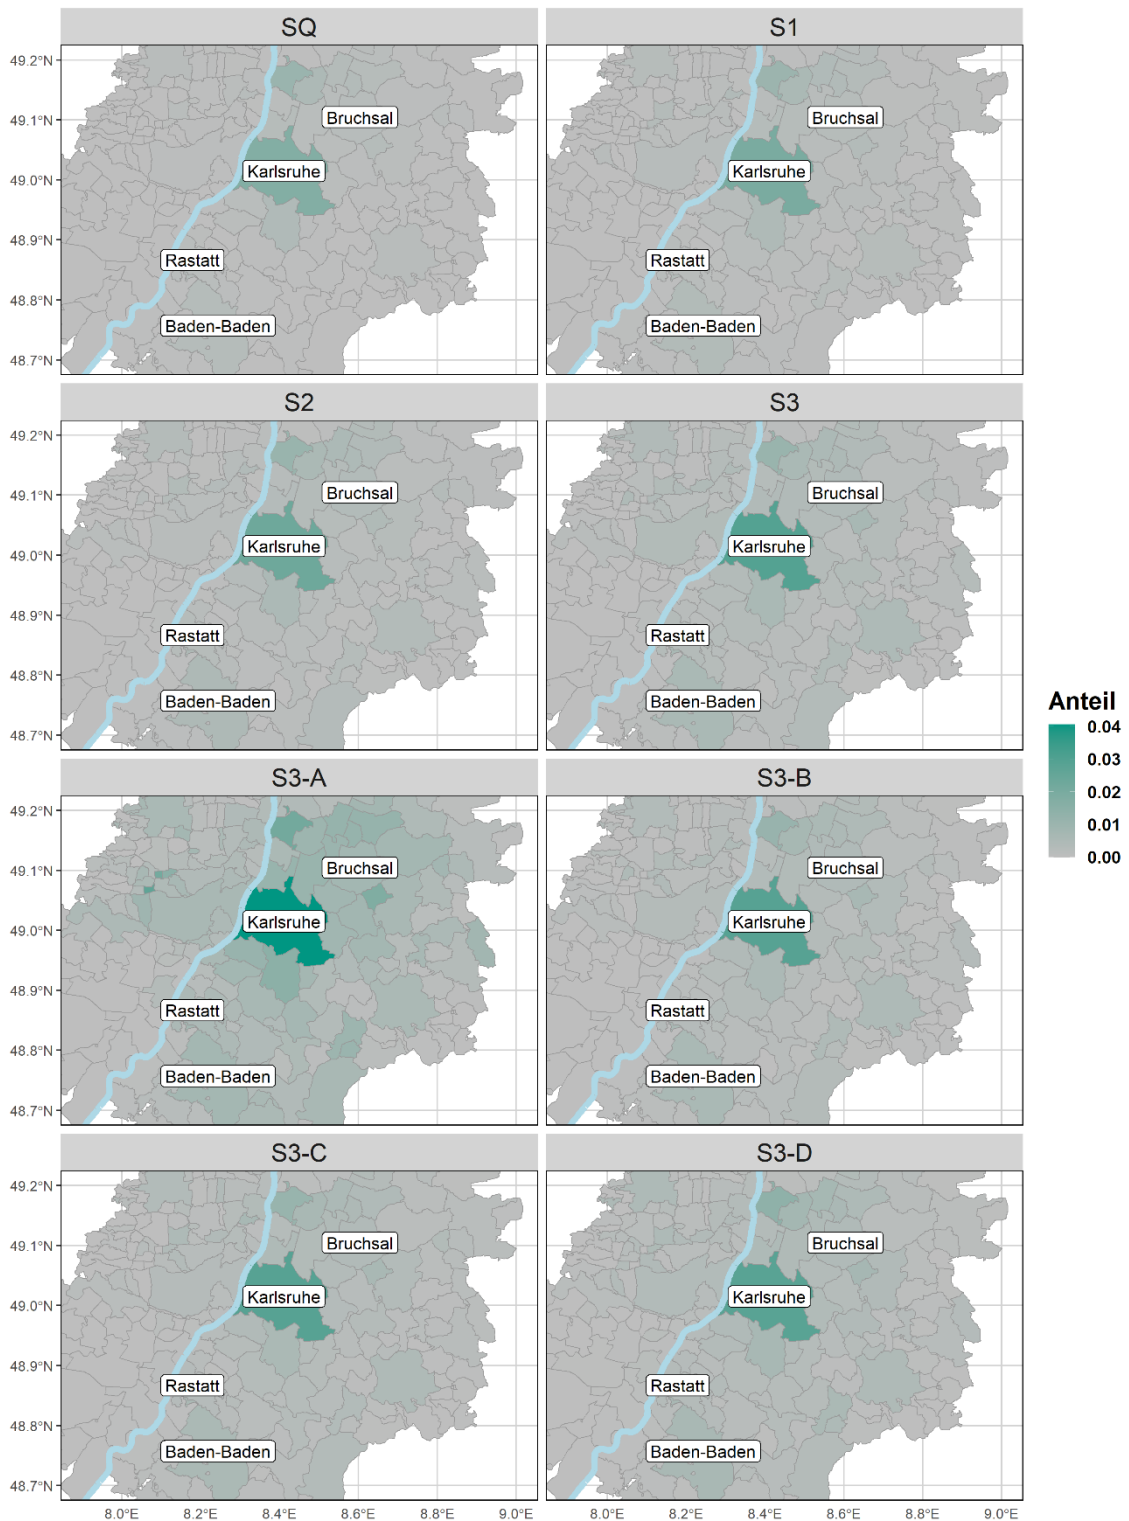 SQ
S1
49.2°N
49.1°N
49.0°N
48.9°N
48.8°N
48.7°N
Bruchsal
Karlsruhe
Rastatt
Baden-Baden
Bruchsal
Karlsruhe
Rastatt
Baden-Baden
S2
S3
49.2°N
49.1°N
49.0°N
48.9°N
48.8°N
48.7°N
Bruchsal
Karlsruhe
Rastatt
Baden-Baden
Bruchsal
Karlsruhe
Rastatt
Baden-Baden
S3-A
S3-B
49.2°N
49.1°N
49.0°N
48.9°N
48.8°N
48.7°N
Bruchsal
Karlsruhe
Rastatt
Baden-Baden
Bruchsal
Karlsruhe
Rastatt
Baden-Baden
S3-C
S3-D
49.2°N
49.1°N
49.0°N
48.9°N
48.8°N
48.7°N
Bruchsal
Karlsruhe
Rastatt
Baden-Baden
Bruchsal
Karlsruhe
Rastatt
Baden-Baden
8.0°E 8.2°E 8.4°E 8.6°E 8.8°E 9.0°E
8.0°E 8.2°E 8.4°E 8.6°E 8.8°E 9.0°E
Anteil
0.04
0.03
0.02
0.01
0.00